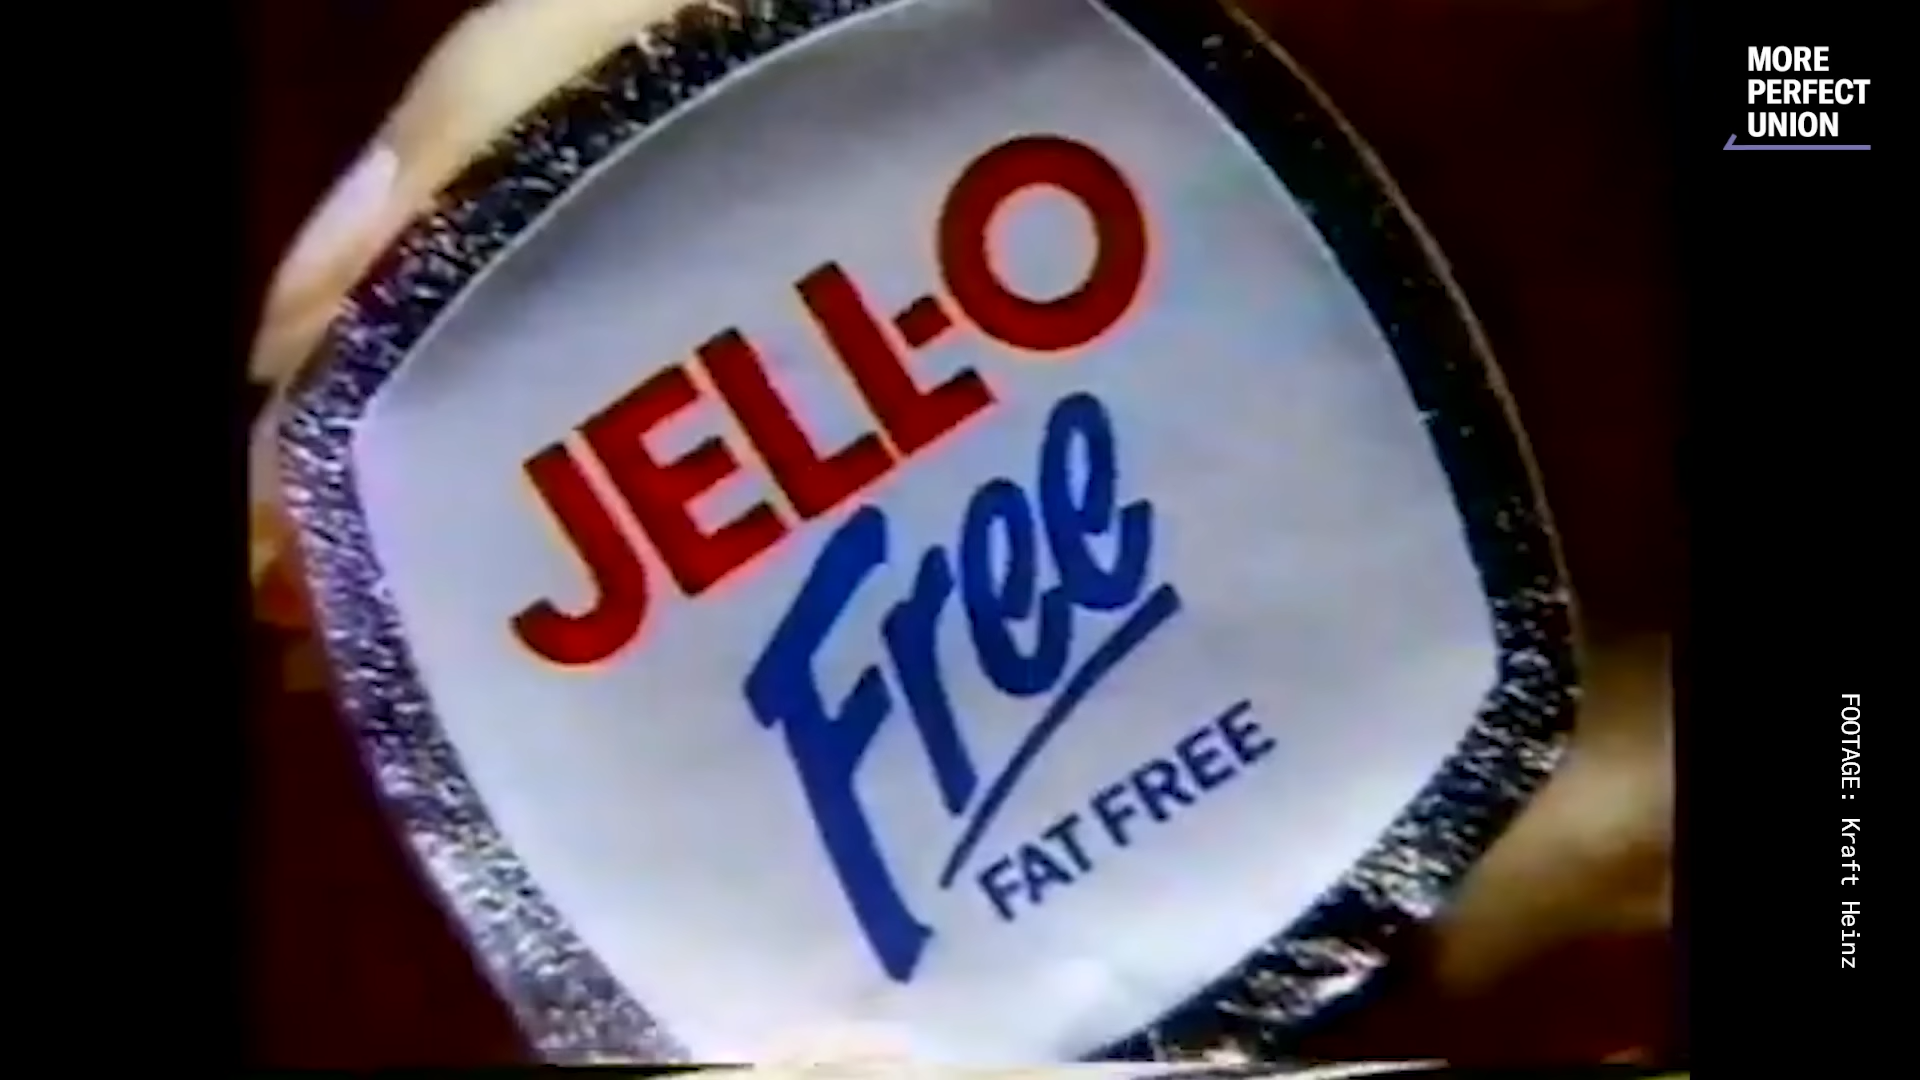 MORE
PERFECT
UNION
JELL-O
Free
FAT FREE
FOOTAGE: Kraft Heinz